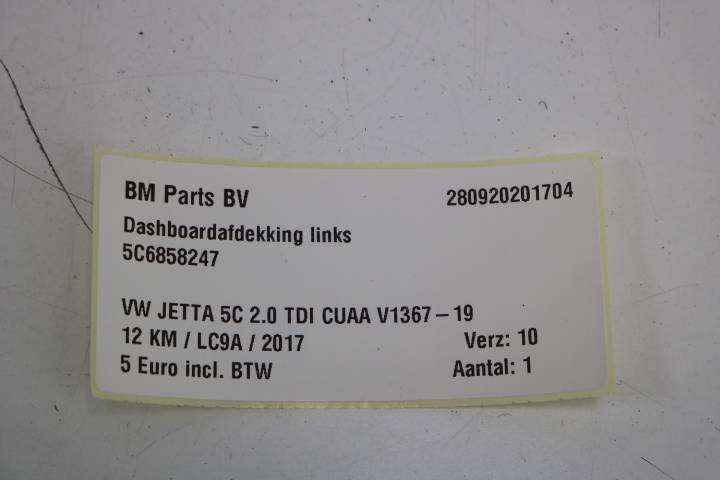 BM Parts BV 280920201704
Dashboardafdekking links
5C6858247
VW JETTA 5C 2.0 TDI CUAA V1367-19
12 KM / LC9A / 2017 Verz: 10
5 Euro incl. BTW Aantal: 1